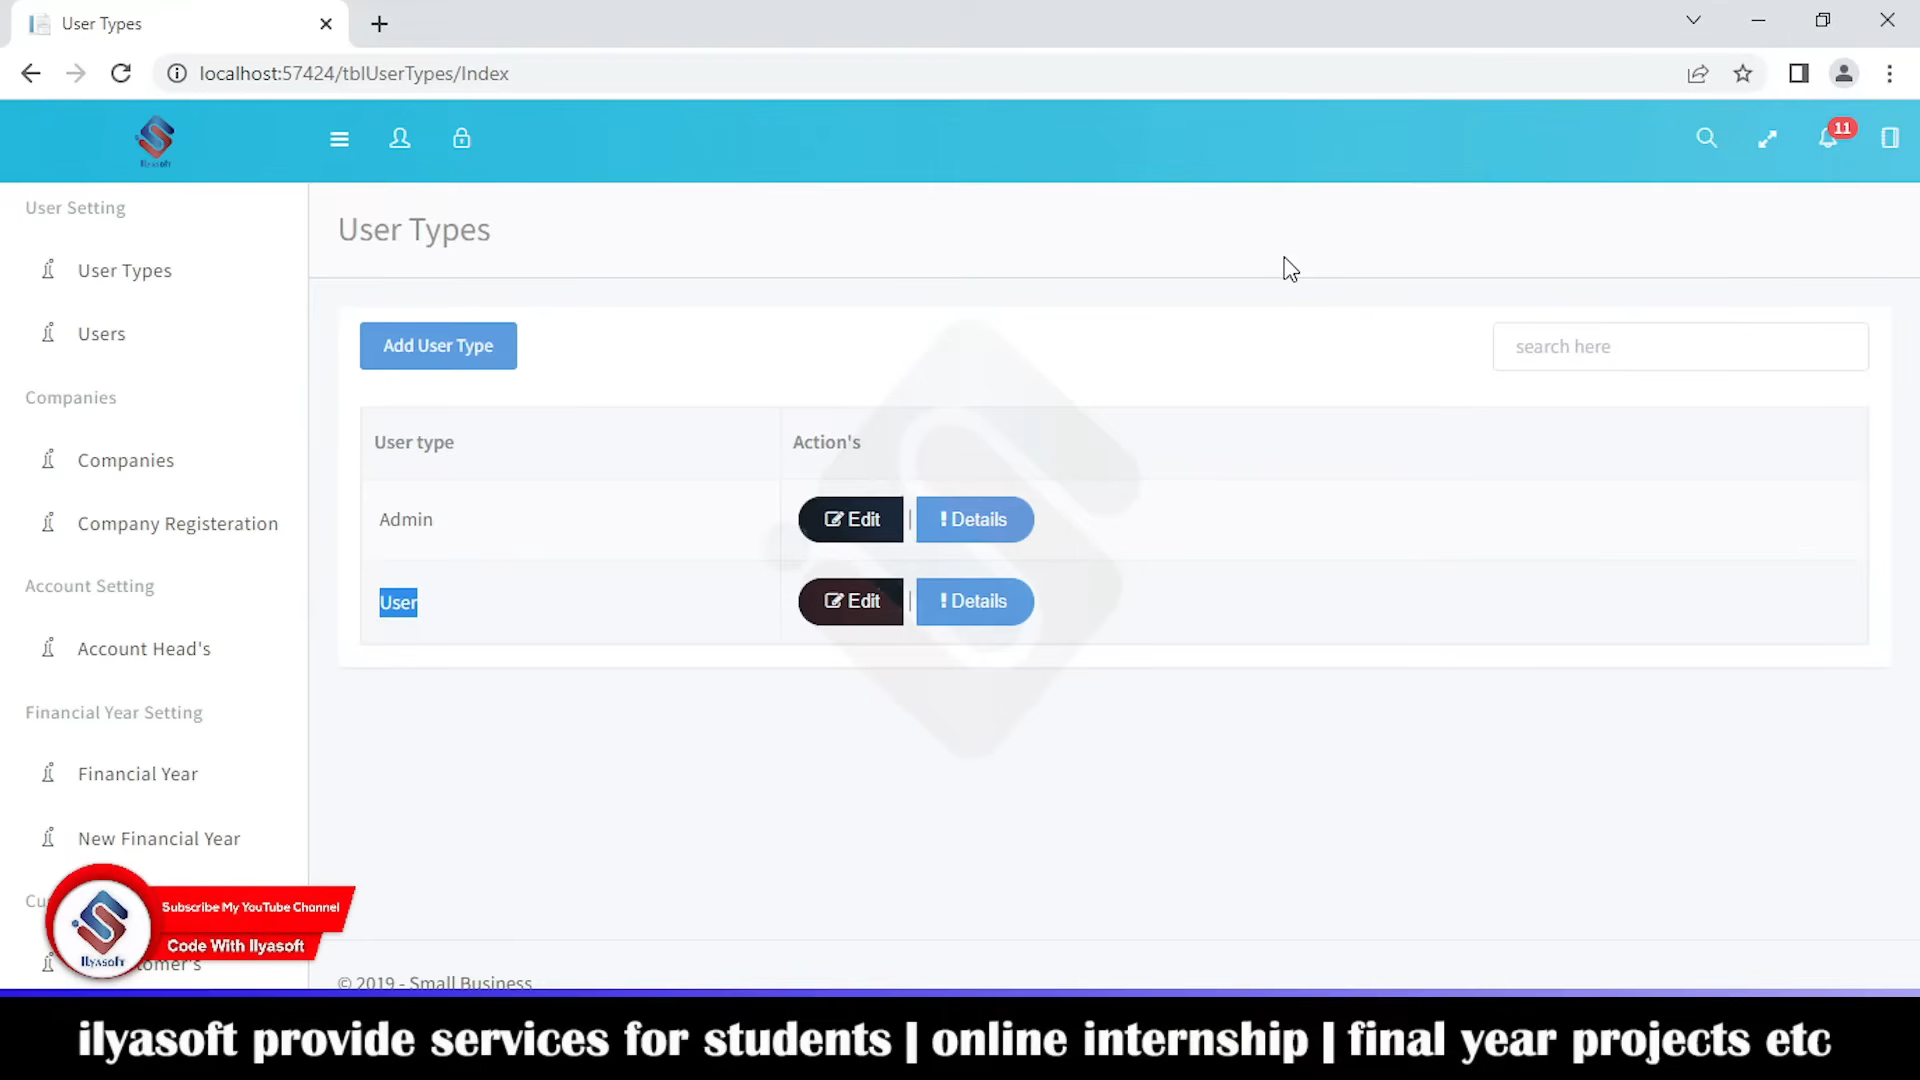 User Types
localhost:57424/tblUserTypes/Index
Ilyasoft
11
User Setting
User Types
Users
Companies
Companies
Company Registeration
Account Setting
Account Head's
Financial Year Setting
Financial Year
New Financial Year
Cu
tomer's
User Types
Add User Type
search here
User type
Action's
Admin
Edit | ! Details
User
Edit | ! Details
© 2019 - Small Business
Subscribe My YouTube Channel
Code With Ilyasoft
Ilyasoft
ilyasoft provide services for students | online internship | final year projects etc